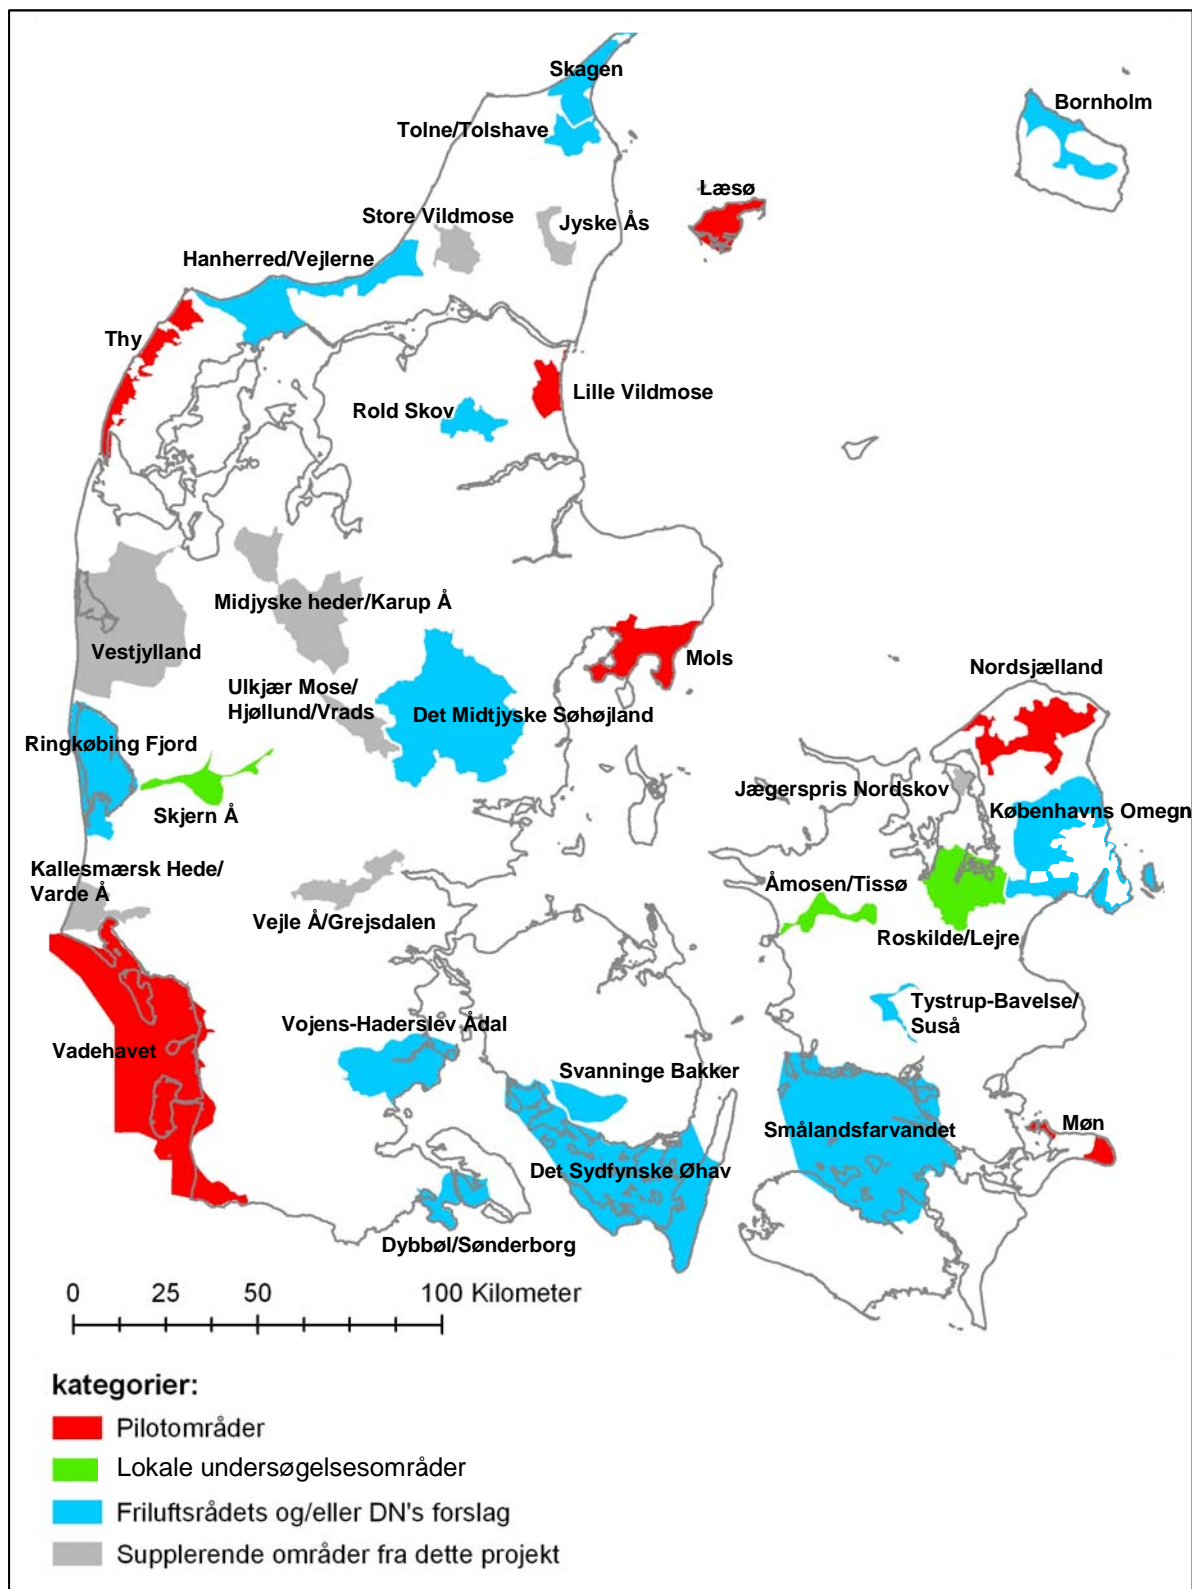 Skagen
Bornholm
Tolne/Tolshave
Læsø
Store Vildmose
Jyske Ås
Hanherred/Vejlerne
Thy
Lille Vildmose
Rold Skov
Midjyske heder/Karup Å
Vestjylland
Mols
Nordsjælland
Ulkjær Mose/
Hjøllund/Vrads
Det Midtjyske Søhøjland
Ringkøbing Fjord
Jægerspris Nordskov
Københavns Omegn
Skjern Å
Kallesmærsk Hede/
Varde Å
Åmosen/Tissø
Vejle Å/Grejsdalen
Roskilde/Lejre
Tystrup-Bavelse/
Suså
Vojens-Haderslev Ådal
Vadehavet
Svanninge Bakker
Smålandsfarvandet
Møn
Det Sydfynske Øhav
Dybbøl/Sønderborg
0 25 50 100 Kilometer
kategorier:
Pilotområder
Lokale undersøgelsesområder
Friluftsrådets og/eller DN's forslag
Supplerende områder fra dette projekt